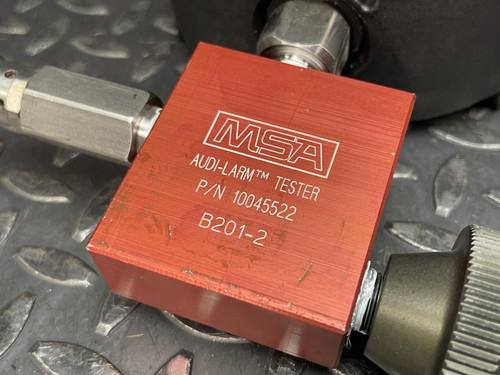 MSA
AUDI-LARM™ TESTER
P/N 10045522
B201-2